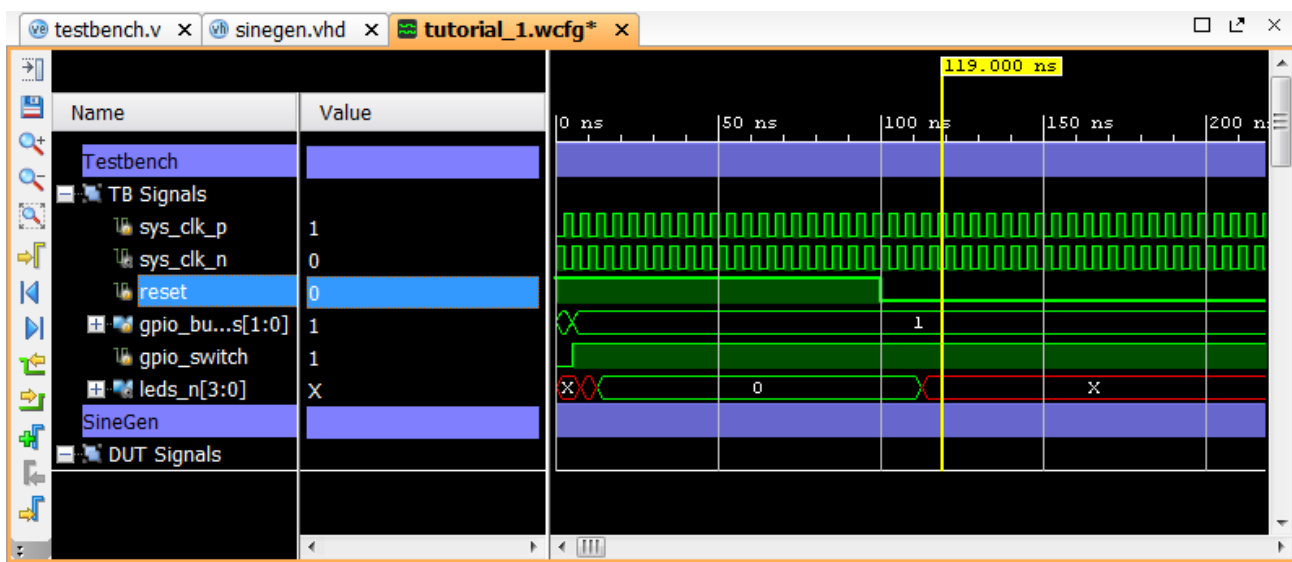 testbench.v sinegen.vhd tutorial_1.wcfg*
119.000 ns
Name Value
0 ns 50 ns 100 ns 150 ns 200 n
Testbench
TB Signals
sys_clk_p 1
sys_clk_n 0
reset 0
gpio_bu...s[1:0] 1 1
gpio_switch 1
leds_n[3:0] X X 0 X
SineGen
DUT Signals